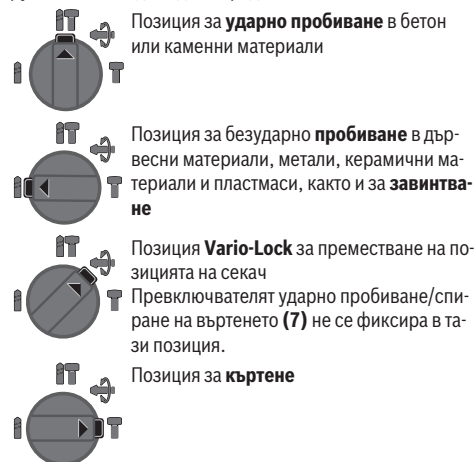 Позиция за ударно пробиване в бетон
или каменни материали
Позиция за безударно пробиване в дър-
весни материали, метали, керамични ма-
териали и пластмаси, както и за завинтва-
не
Позиция Vario-Lock за преместване на по-
зицията на секач
Превключвателят ударно пробиване/спи-
ране на въртенето (7) не се фиксира в та-
зи позиция.
Позиция за къртене